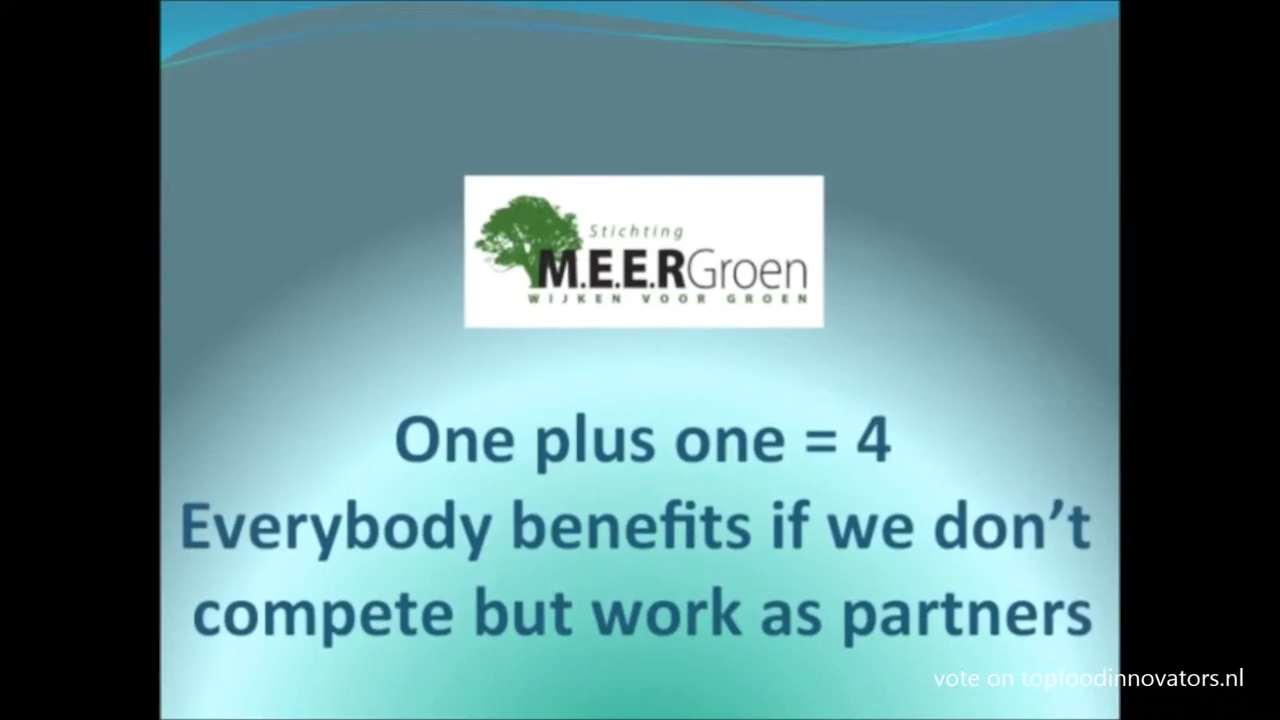 Stichting
M.E.E.RGroen
WIJKEN VOOR GROEN
One plus one = 4
Everybody benefits if we don't
compete but work as partners
vote on topfoodinnovators.nl